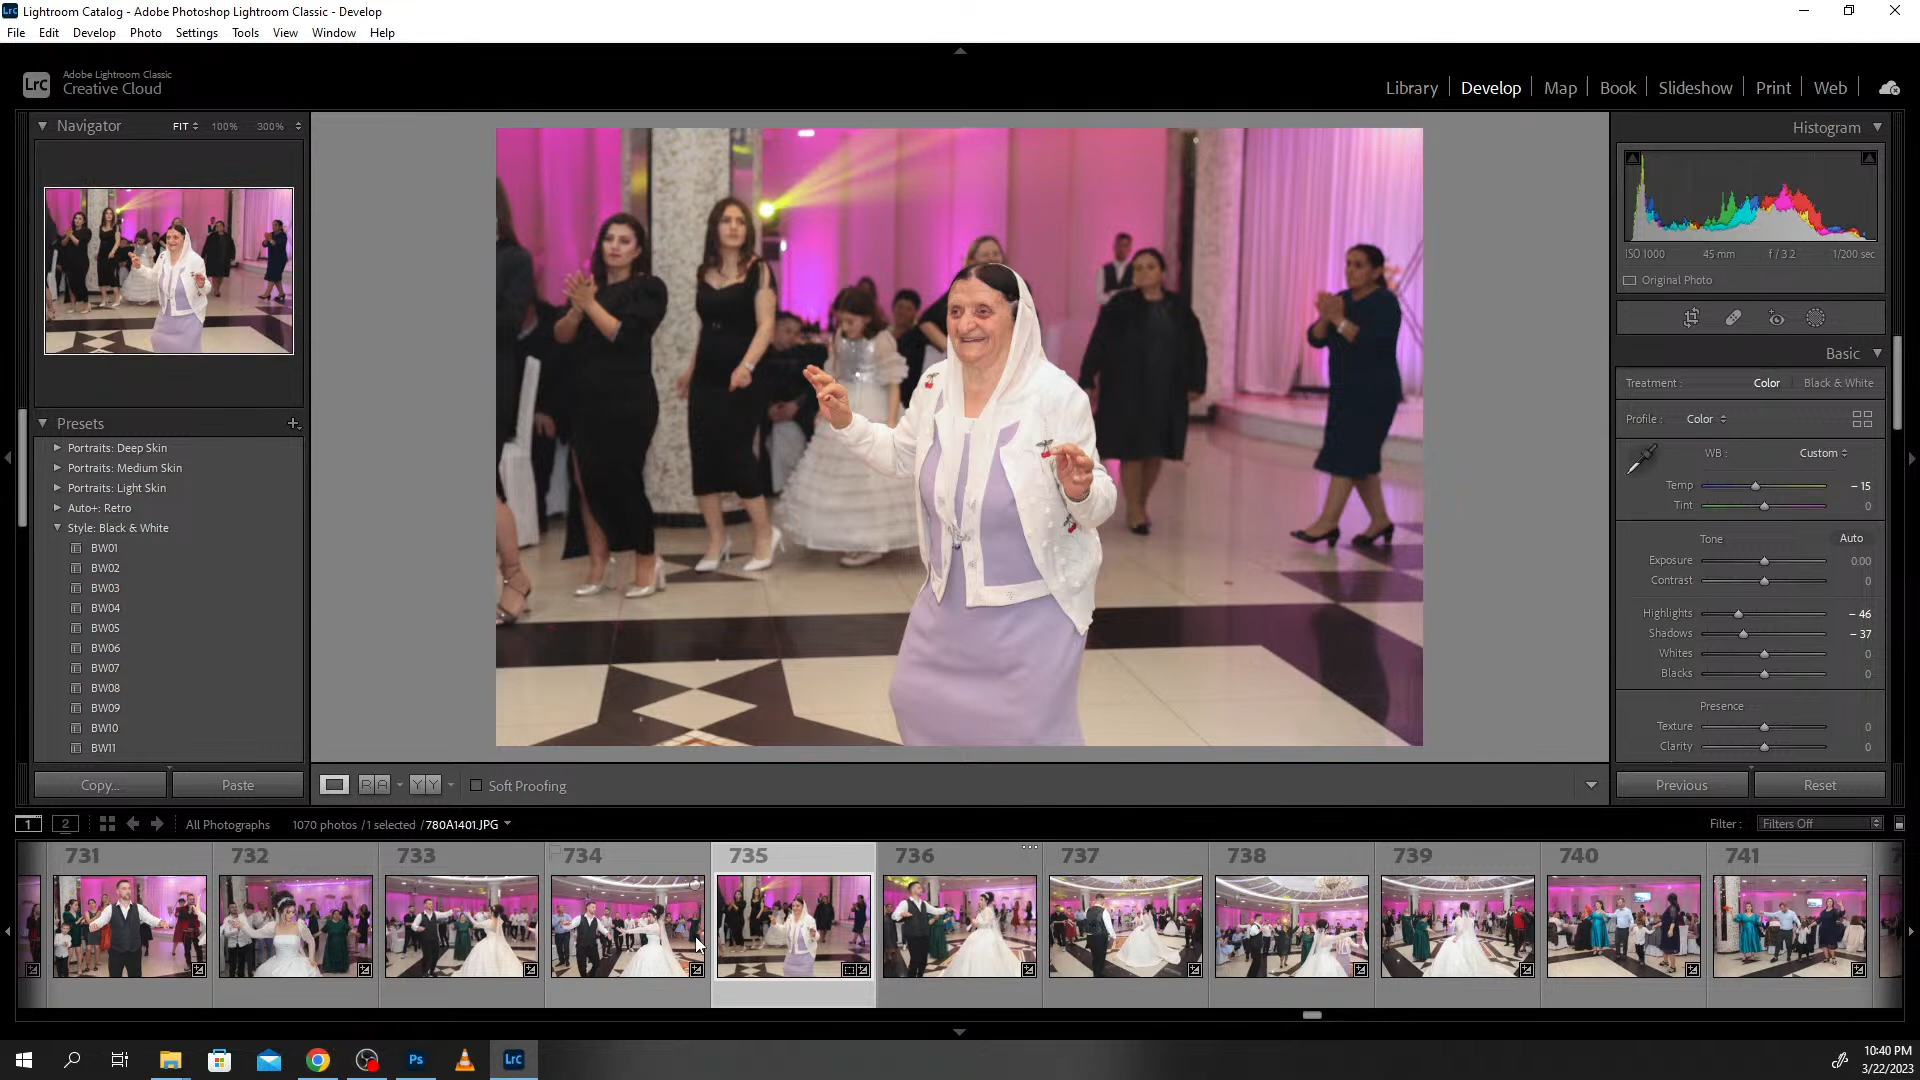 Lightroom Catalog - Adobe Photoshop Lightroom Classic - Develop
File Edit Develop Photo Settings Tools View Window Help
LrC Adobe Lightroom Classic
Creative Cloud
Library | Develop | Map | Book | Slideshow | Print | Web
Navigator FIT 100% 300%
Presets +
Portraits: Deep Skin
Portraits: Medium Skin
Portraits: Light Skin
Auto+: Retro
Style: Black & White
BW01
BW02
BW03
BW04
BW05
BW06
BW07
BW08
BW09
BW10
BW11
Copy... Paste
R A Y Y Soft Proofing
Histogram
ISO 1000 45 mm f / 3.2 1/200 sec
Original Photo
Basic
Treatment : Color Black & White
Profile : Color
WB : Custom
Temp - 15
Tint 0
Tone Auto
Exposure 0.00
Contrast 0
Highlights - 46
Shadows - 37
Whites 0
Blacks 0
Presence
Texture 0
Clarity 0
Previous Reset
1 2 All Photographs 1070 photos / 1 selected / 780A1401.JPG Filter : Filters Off
731 732 733 734 735 736 737 738 739 740 741
Ps LrC
10:40 PM
3/22/2023